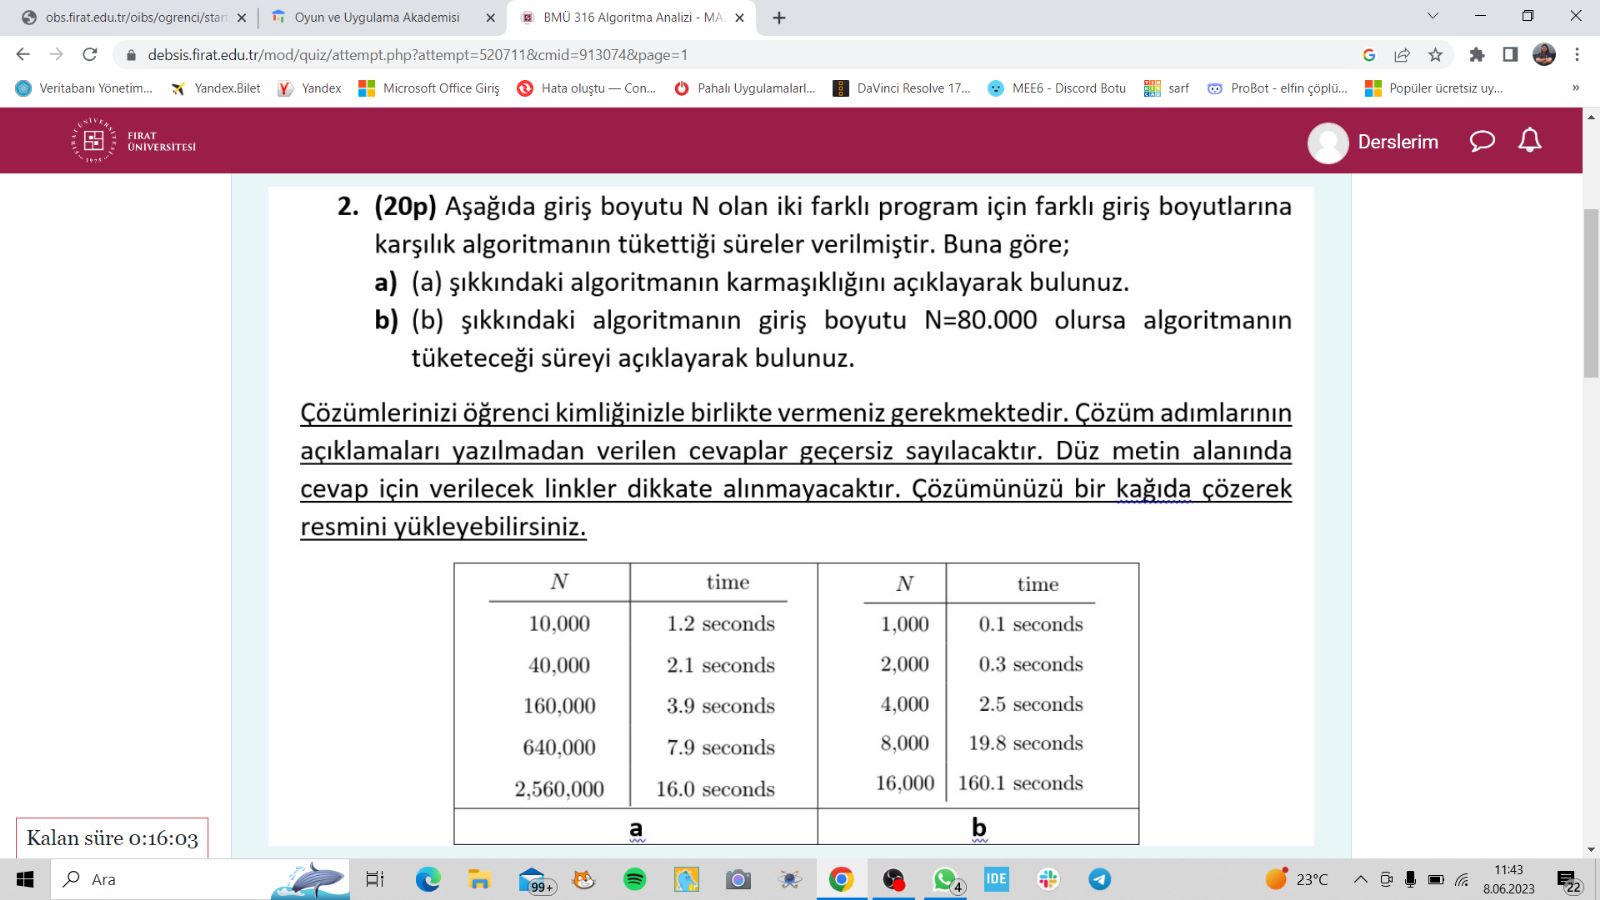 obs.firat.edu.tr/oibs/ogrenci/star
Oyun ve Uygulama Akademisi
BMÜ 316 Algoritma Analizi - MA
debsis.firat.edu.tr/mod/quiz/attempt.php?attempt=520711&cmid=913074&page=1
Veritabanı Yönetim...
Yandex.Bilet
Yandex
Microsoft Office Giriş
Hata oluştu — Con...
Pahalı Uygulamalarl...
DaVinci Resolve 17...
MEE6 - Discord Botu
sarf
ProBot - elfin çöplü...
Popüler ücretsiz uy...
»
FIRAT
ÜNİVERSİTESİ
Derslerim
2. (20p) Aşağıda giriş boyutu N olan iki farklı program için farklı giriş boyutlarına
karşılık algoritmanın tükettiği süreler verilmiştir. Buna göre;
a) (a) şıkkındaki algoritmanın karmaşıklığını açıklayarak bulunuz.
b) (b) şıkkındaki algoritmanın giriş boyutu N=80.000 olursa algoritmanın
tüketeceği süreyi açıklayarak bulunuz.
Çözümlerinizi öğrenci kimliğinizle birlikte vermeniz gerekmektedir. Çözüm adımlarının
açıklamaları yazılmadan verilen cevaplar geçersiz sayılacaktır. Düz metin alanında
cevap için verilecek linkler dikkate alınmayacaktır. Çözümünüzü bir kağıda çözerek
resmini yükleyebilirsiniz.
N time N time
10,000 1.2 seconds 1,000 0.1 seconds
40,000 2.1 seconds 2,000 0.3 seconds
160,000 3.9 seconds 4,000 2.5 seconds
640,000 7.9 seconds 8,000 19.8 seconds
2,560,000 16.0 seconds 16,000 160.1 seconds
a b
Kalan süre 0:16:03
Ara
99+
4
IDE
23°C
11:43
8.06.2023
22